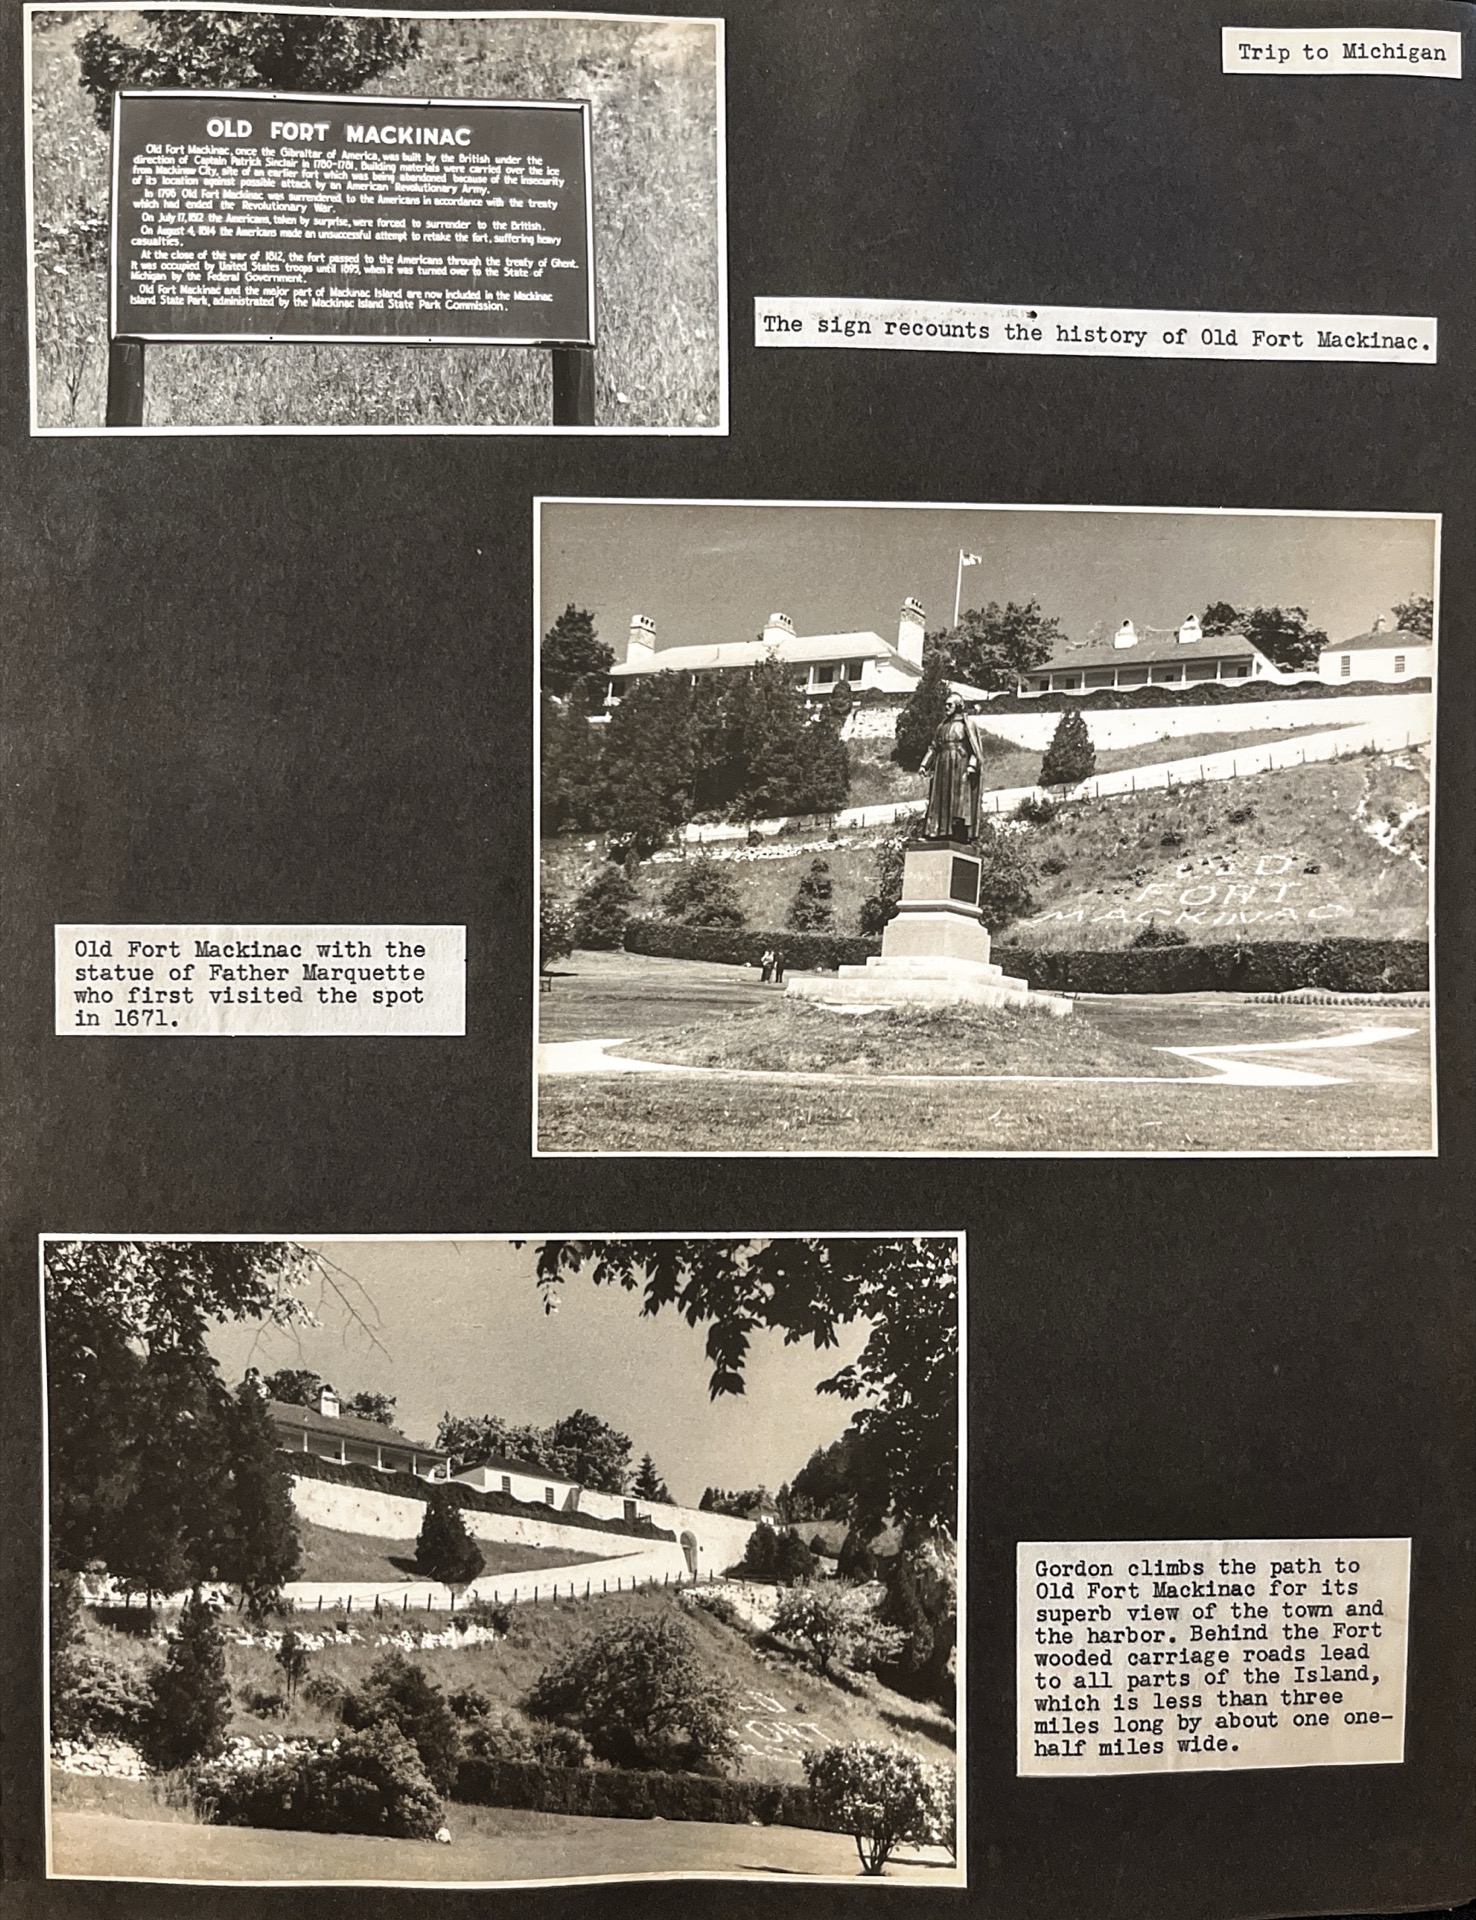 Trip to Michigan
OLD FORT MACKINAC
Old Fort Mackinac, once the Gibraltar of America, was built by the British under the
direction of Captain Patrick Sinclair in 1780-1781. Building materials were carried over the ice
from Mackinaw City, site of an earlier fort which was being abandoned because of the insecurity
of its location against possible attack by an American Revolutionary Army.
In 1796 Old Fort Mackinac was surrendered to the Americans in accordance with the treaty
which had ended the Revolutionary War.
On July 17, 1812 the Americans, taken by surprise, were forced to surrender to the British.
On August 4, 1814 the Americans made an unsuccessful attempt to retake the fort, suffering heavy
casualties.
At the close of the war of 1812, the fort passed to the Americans through the treaty of Ghent.
It was occupied by United States troops until 1895, when it was turned over to the State of
Michigan by the Federal Government.
Old Fort Mackinac and the major part of Mackinac Island are now included in the Mackinac
Island State Park, administrated by the Mackinac Island State Park Commission.
The sign recounts the history of Old Fort Mackinac.
OLD
FORT
MACKINAC
Old Fort Mackinac with the
statue of Father Marquette
who first visited the spot
in 1671.
FORT
Gordon climbs the path to
Old Fort Mackinac for its
superb view of the town and
the harbor. Behind the Fort
wooded carriage roads lead
to all parts of the Island,
which is less than three
miles long by about one one-
half miles wide.